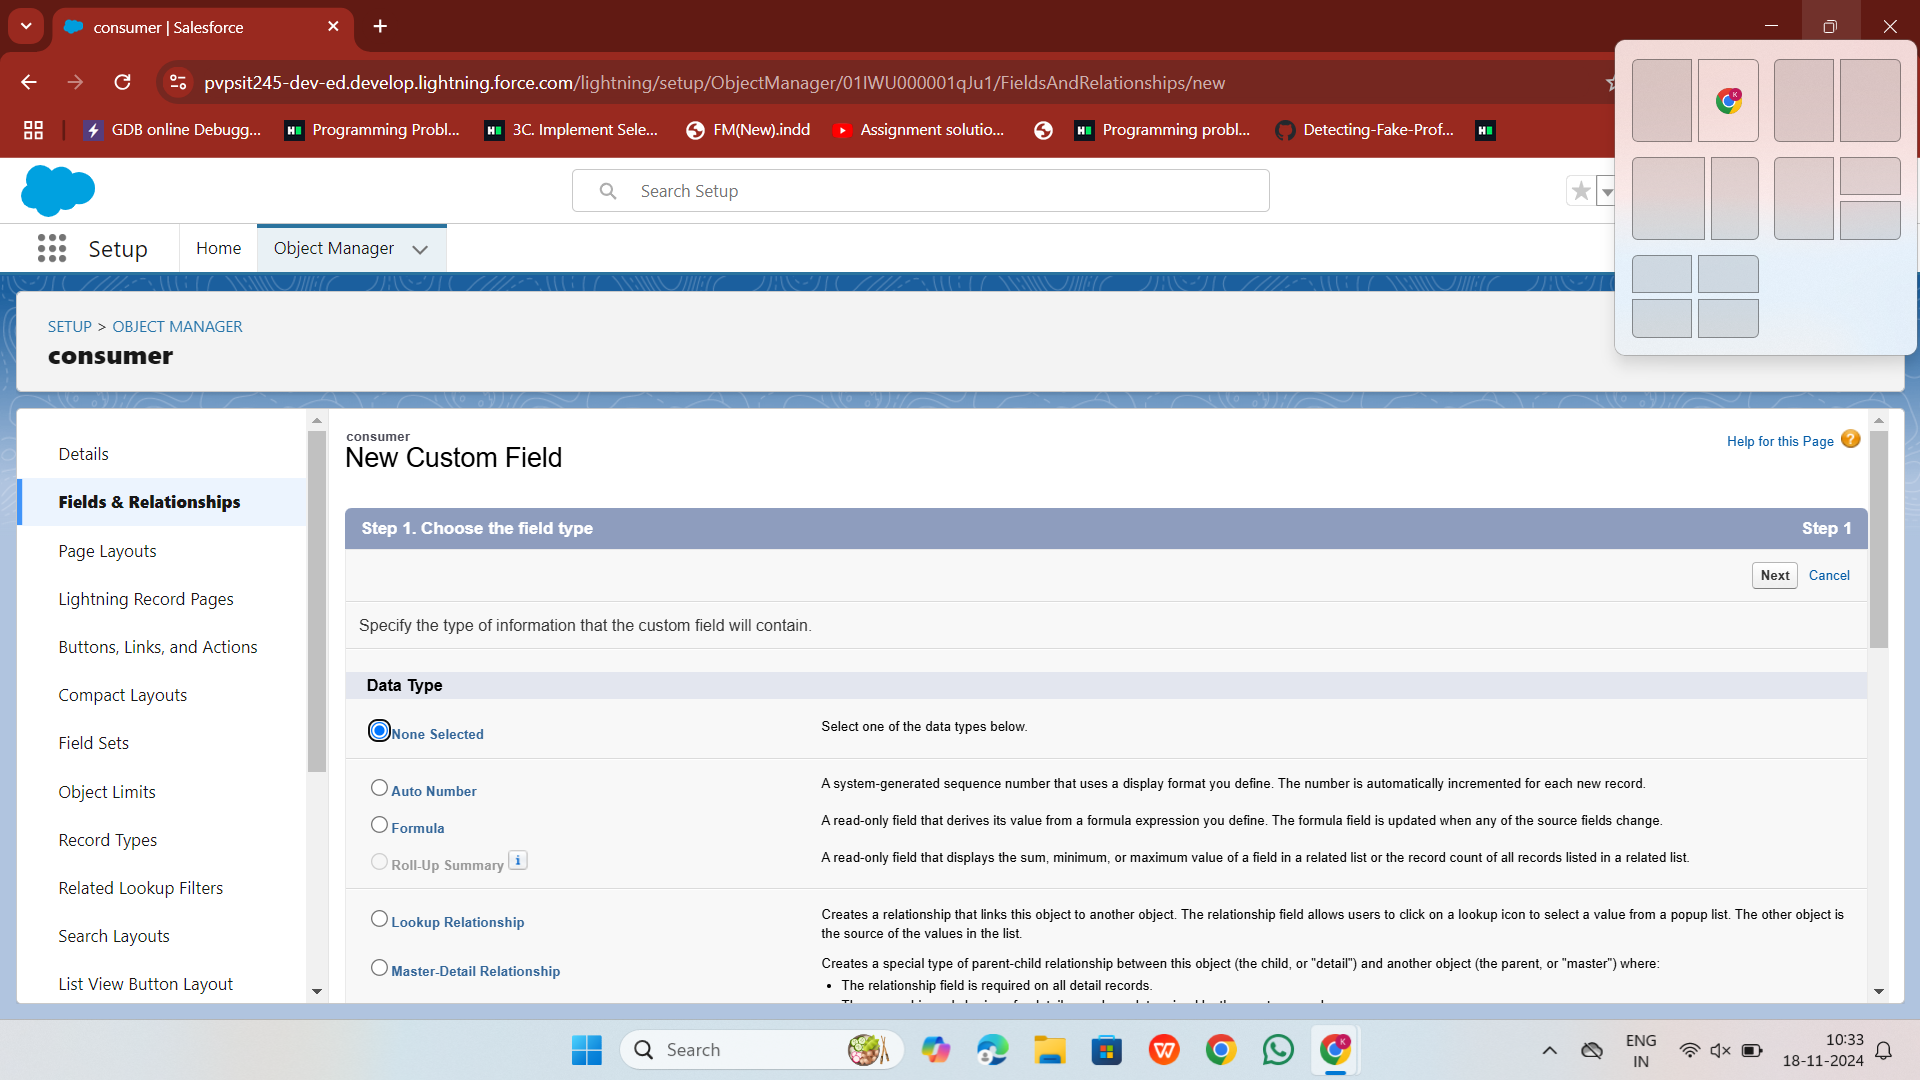 consumer | Salesforce
pvpsit245-dev-ed.develop.lightning.force.com/lightning/setup/ObjectManager/01IWU000001qJu1/FieldsAndRelationships/new
GDB online Debugg...
Programming Probl...
3C. Implement Sele...
FM(New).indd
Assignment solutio...
Programming probl...
Detecting-Fake-Prof...
Search Setup
Setup
Home
Object Manager
SETUP > OBJECT MANAGER
consumer
Details
Fields & Relationships
Page Layouts
Lightning Record Pages
Buttons, Links, and Actions
Compact Layouts
Field Sets
Object Limits
Record Types
Related Lookup Filters
Search Layouts
List View Button Layout
consumer
New Custom Field
Help for this Page
Step 1. Choose the field type
Step 1
Next
Cancel
Specify the type of information that the custom field will contain.
Data Type
None Selected
Select one of the data types below.
Auto Number
A system-generated sequence number that uses a display format you define. The number is automatically incremented for each new record.
Formula
A read-only field that derives its value from a formula expression you define. The formula field is updated when any of the source fields change.
Roll-Up Summary
A read-only field that displays the sum, minimum, or maximum value of a field in a related list or the record count of all records listed in a related list.
Lookup Relationship
Creates a relationship that links this object to another object. The relationship field allows users to click on a lookup icon to select a value from a popup list. The other object is
the source of the values in the list.
Master-Detail Relationship
Creates a special type of parent-child relationship between this object (the child, or "detail") and another object (the parent, or "master") where:
• The relationship field is required on all detail records.
Search
ENG
IN
10:33
18-11-2024